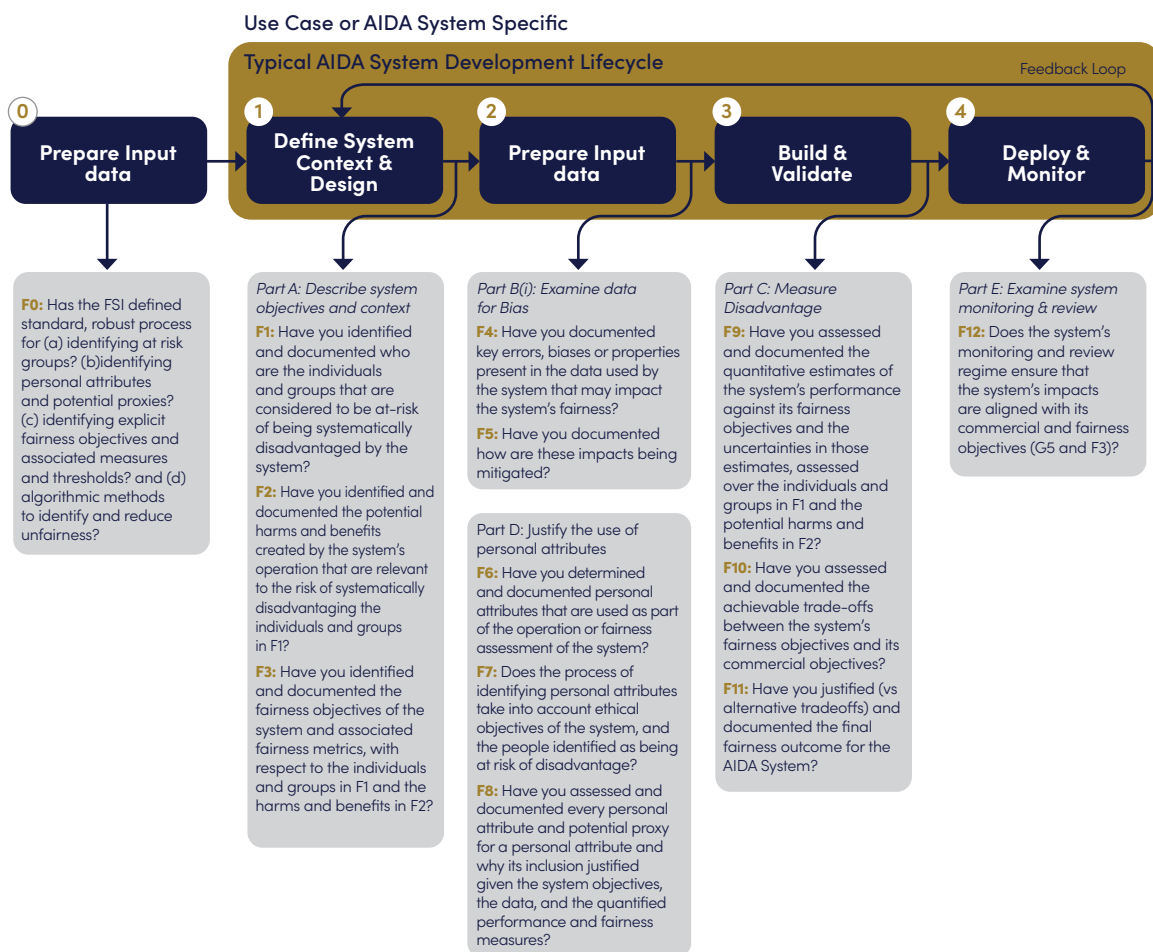 Use Case or AIDA System Specific
Typical AIDA System Development Lifecycle
Feedback Loop
0
Prepare Input
data
1
Define System
Context &
Design
2
Prepare Input
data
3
Build &
Validate
4
Deploy &
Monitor
F0: Has the FSI defined
standard, robust process
for (a) identifying at risk
groups? (b)identifying
personal attributes
and potential proxies?
(c) identifying explicit
fairness objectives and
associated measures
and thresholds? and (d)
algorithmic methods
to identify and reduce
unfairness?
Part A: Describe system
objectives and context
F1: Have you identified
and documented who
are the individuals
and groups that are
considered to be at-risk
of being systematically
disadvantaged by the
system?
F2: Have you identified and
documented the potential
harms and benefits
created by the system's
operation that are relevant
to the risk of systematically
disadvantaging the
individuals and groups
in F1?
F3: Have you identified
and documented the
fairness objectives of the
system and associated
fairness metrics, with
respect to the individuals
and groups in F1 and the
harms and benefits in F2?
Part B(i): Examine data
for Bias
F4: Have you documented
key errors, biases or properties
present in the data used by
the system that may impact
the system's fairness?
F5: Have you documented
how are these impacts being
mitigated?
Part D: Justify the use of
personal attributes
F6: Have you determined
and documented personal
attributes that are used as part
of the operation or fairness
assessment of the system?
F7: Does the process of
identifying personal attributes
take into account ethical
objectives of the system, and
the people identified as being
at risk of disadvantage?
F8: Have you assessed and
documented every personal
attribute and potential proxy
for a personal attribute and
why its inclusion justified
given the system objectives,
the data, and the quantified
performance and fairness
measures?
Part C: Measure
Disadvantage
F9: Have you assessed
and documented the
quantitative estimates
of the system's performance
against its fairness
objectives and the
uncertainties in those
estimates, assessed
over the individuals and
groups in F1 and the
potential harms and
benefits in F2?
F10: Have you assessed
and documented the
achievable trade-offs
between the system's
fairness objectives and its
commercial objectives?
F11: Have you justified (vs
alternative tradeoffs) and
documented the final
fairness outcome for the
AIDA System?
Part E: Examine system
monitoring & review
F12: Does the system's
monitoring and review
regime ensure that
the system's impacts
are aligned with its
commercial and fairness
objectives (G5 and F3)?